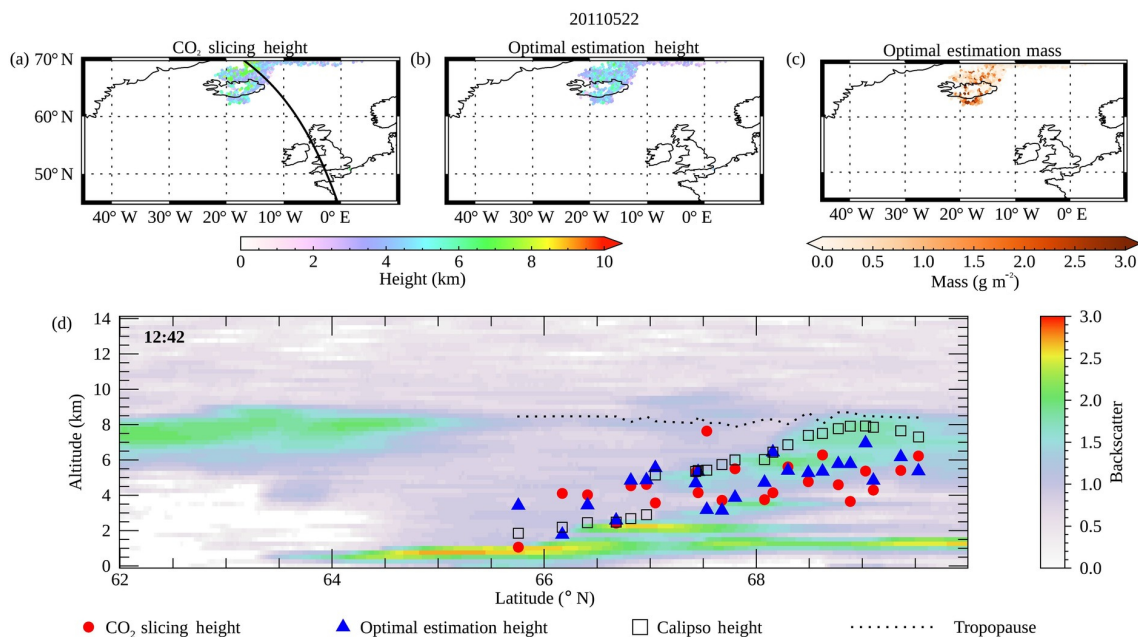 20110522
(a) CO₂ slicing height
(b) Optimal estimation height
(c) Optimal estimation mass
70° N
60° N
50° N
40° W 30° W 20° W 10° W 0° E
40° W 30° W 20° W 10° W 0° E
40° W 30° W 20° W 10° W 0° E
0 2 4 6 8 10
Height (km)
0.0 0.5 1.0 1.5 2.0 2.5 3.0
Mass (g m⁻²)
(d)
12:42
14
12
10
8
6
4
2
0
Altitude (km)
62 64 66 68
Latitude (° N)
3.0
2.5
2.0
1.5
1.0
0.5
0.0
Backscatter
CO₂ slicing height Optimal estimation height Calipso height Tropopause